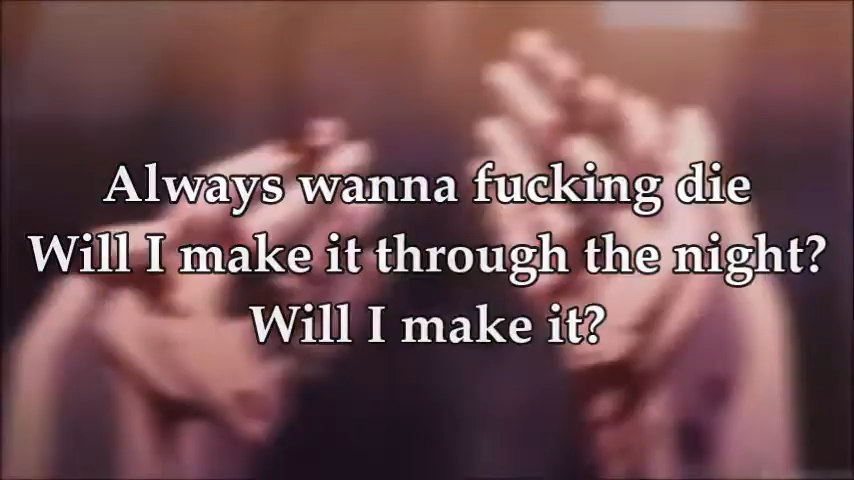 Always wanna fucking die
Will I make it through the night?
Will I make it?